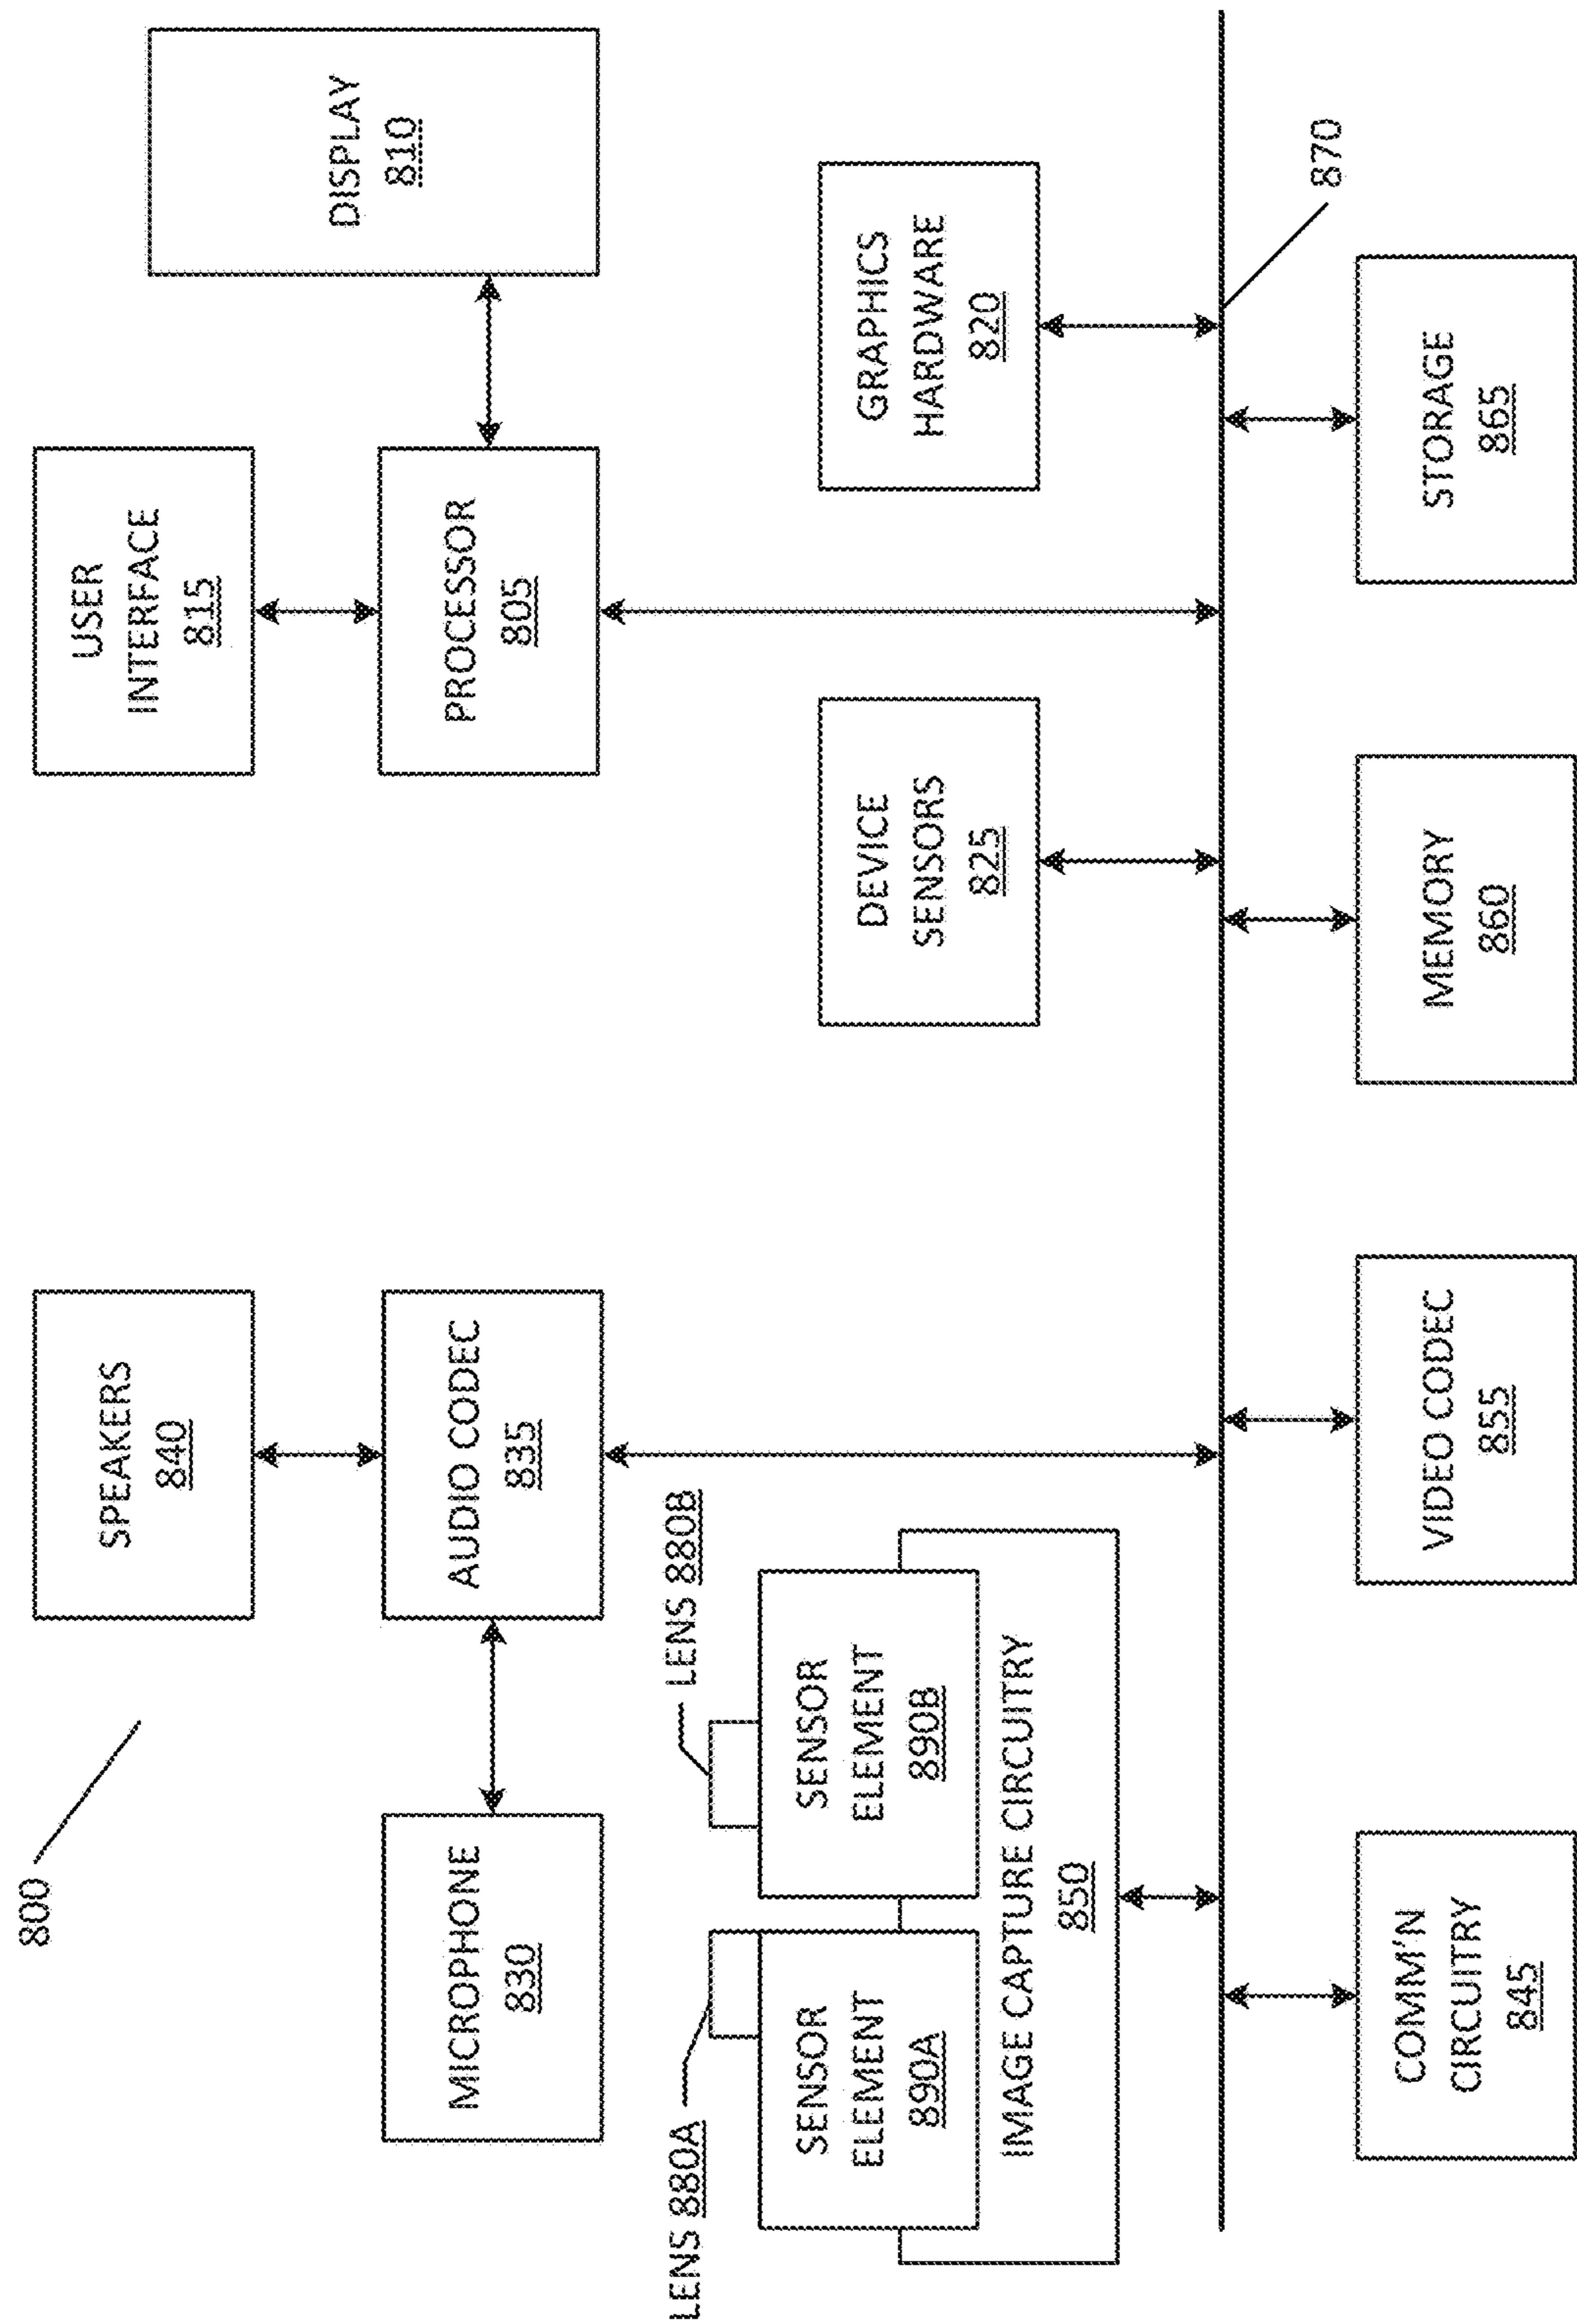 800
SPEAKERS
840
USER
INTERFACE
815
MICROPHONE
830
AUDIO CODEC
835
PROCESSOR
805
DISPLAY
810
LENS 880A
LENS 880B
SENSOR
ELEMENT
890A
SENSOR
ELEMENT
890B
IMAGE CAPTURE CIRCUITRY
850
DEVICE
SENSORS
825
GRAPHICS
HARDWARE
820
870
COMM'N
CIRCUITRY
845
VIDEO CODEC
855
MEMORY
860
STORAGE
865